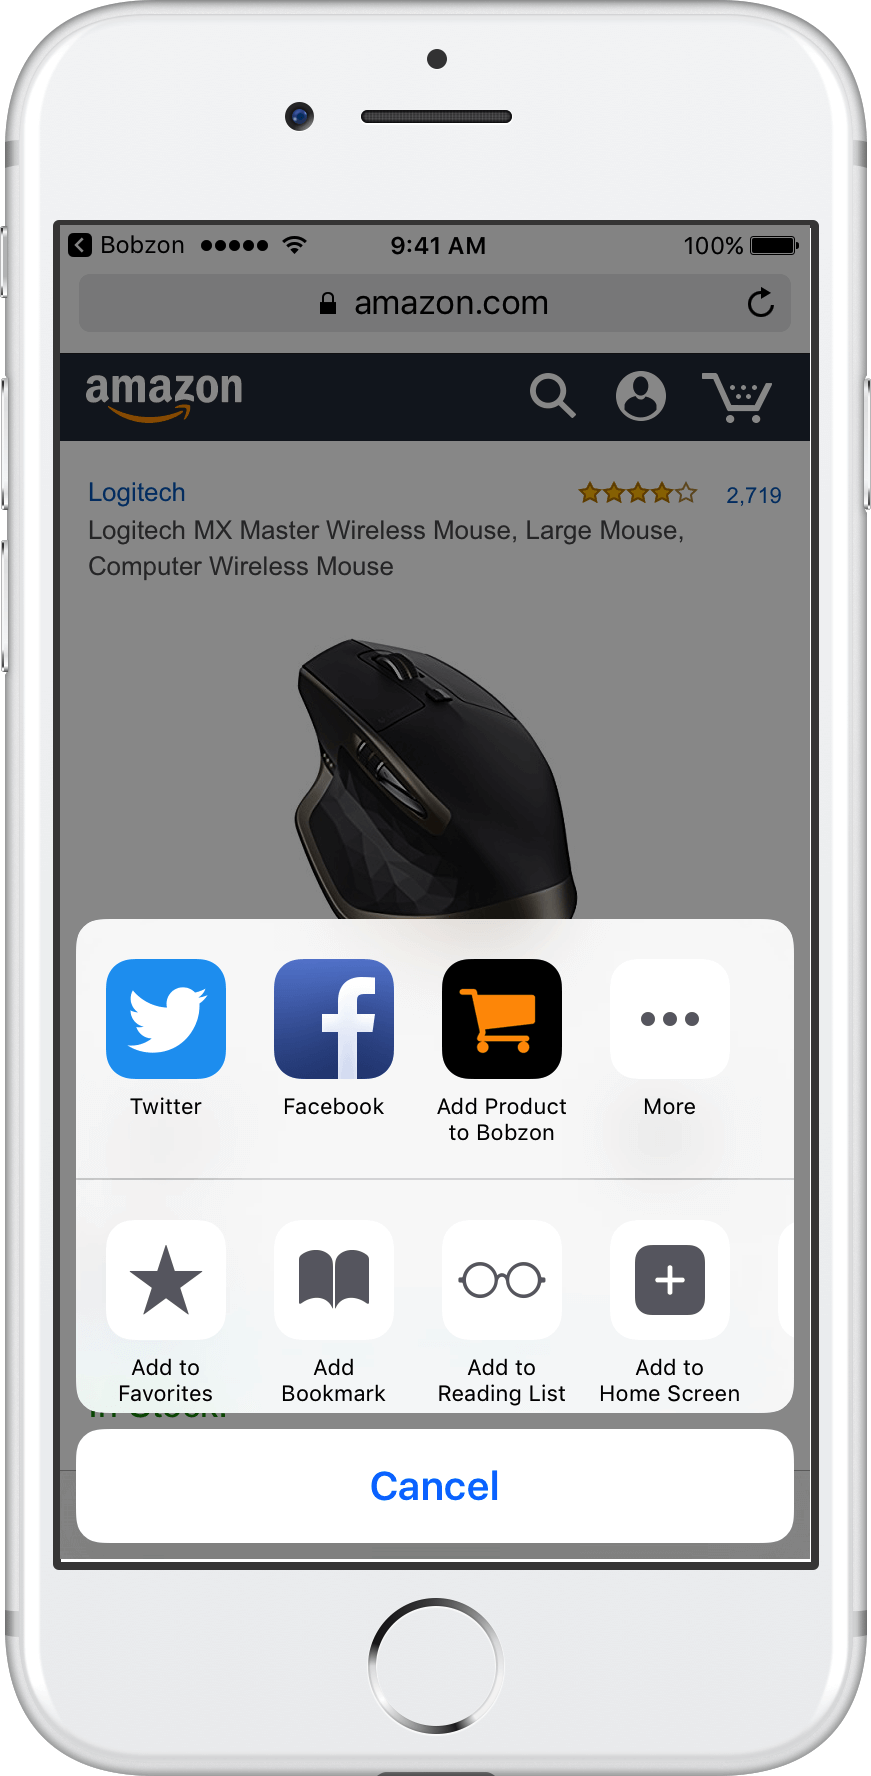 Bobzon 9:41 AM 100%
amazon.com
amazon
Logitech 2,719
Logitech MX Master Wireless Mouse, Large Mouse,
Computer Wireless Mouse
Twitter Facebook Add Product to Bobzon More
Add to Favorites Add Bookmark Add to Reading List Add to Home Screen
In Stock.
Cancel